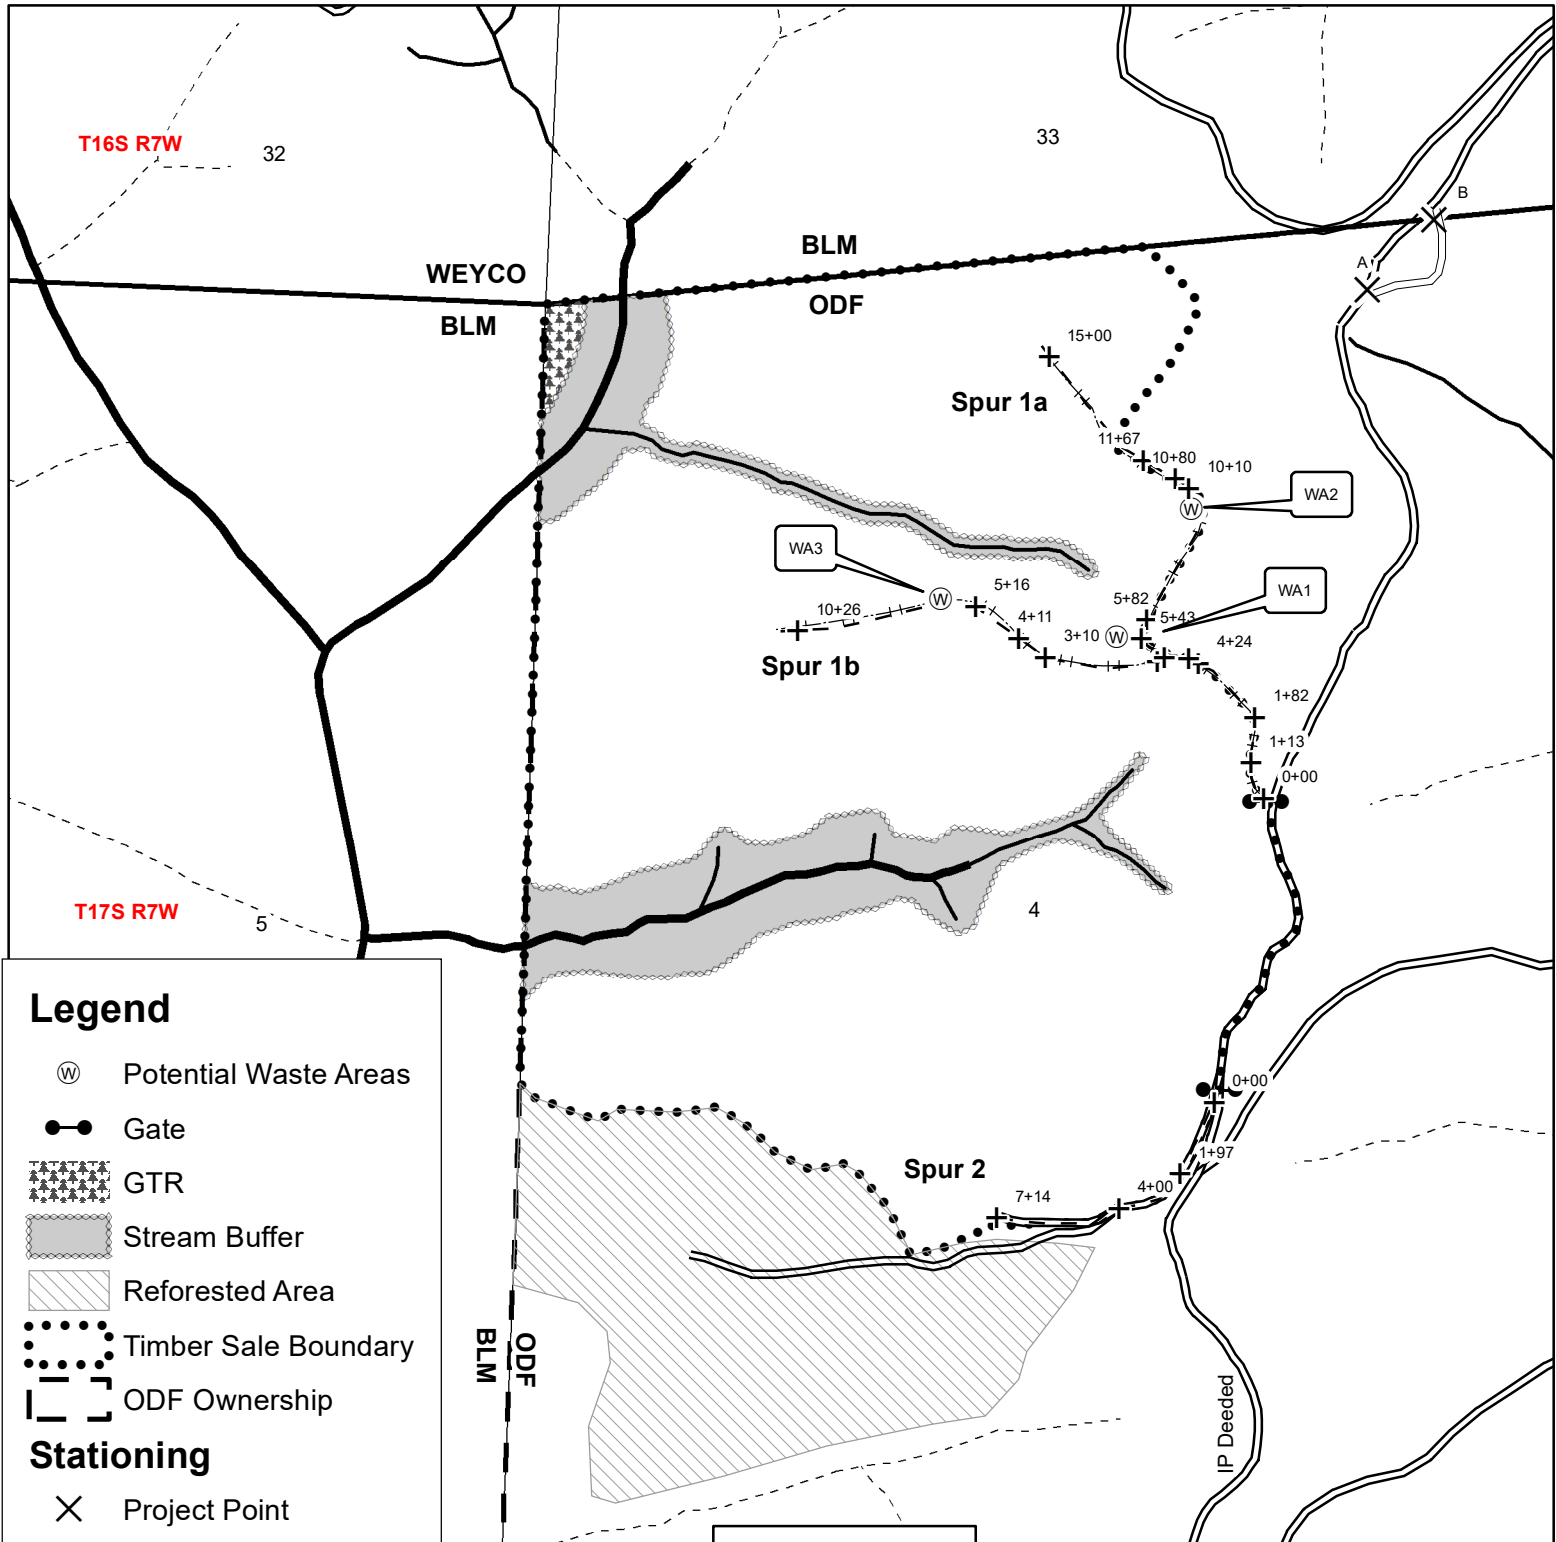 T16S R7W
32
33
B
WEYCO
BLM
BLM
ODF
A
15+00
Spur 1a
11+67
10+80
10+10
WA2
W
WA3
W
5+16
10+26
4+11
5+82
5+43
WA1
3+10
W
4+24
Spur 1b
1+82
1+13
0+00
T17S R7W
5
4
0+00
1+97
Spur 2
7+14
4+00
BLM
ODF
IP Deeded
Legend
W Potential Waste Areas
Gate
GTR
Stream Buffer
Reforested Area
Timber Sale Boundary
ODF Ownership
Stationing
Project Point